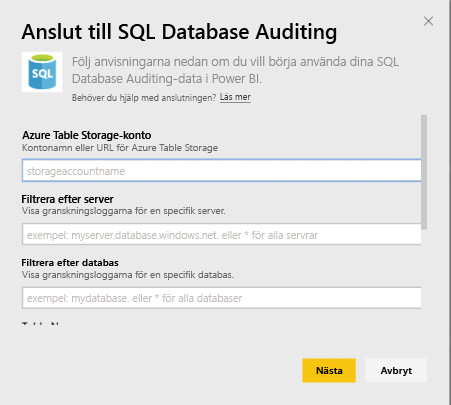 Anslut till SQL Database Auditing
SQL
Följ anvisningarna nedan om du vill börja använda dina SQL
Database Auditing-data i Power BI.
Behöver du hjälp med anslutningen? Läs mer
Azure Table Storage-konto
Kontonamn eller URL för Azure Table Storage
storageaccountname
Filtrera efter server
Visa granskningsloggarna för en specifik server.
exempel: myserver.database.windows.net. eller * för alla servrar
Filtrera efter databas
Visa granskningsloggarna för en specifik databas.
exempel: mydatabase. eller * för alla databaser
Nästa
Avbryt